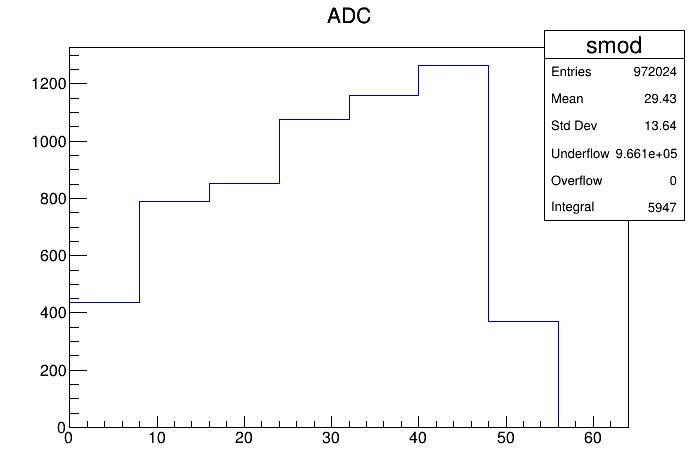 ADC
smod
Entries 972024
Mean 29.43
Std Dev 13.64
Underflow 9.661e+05
Overflow 0
Integral 5947
1200
1000
800
600
400
200
0
0 10 20 30 40 50 60